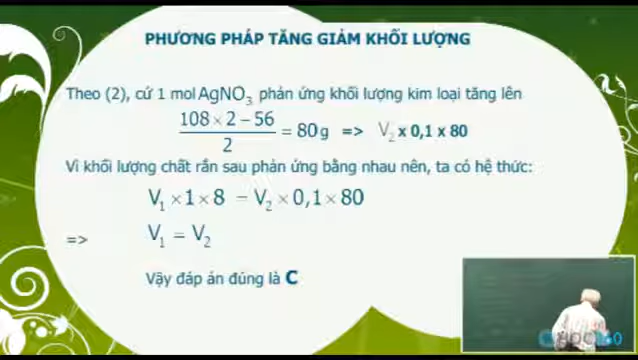 PHƯƠNG PHÁP TĂNG GIẢM KHỐI LƯỢNG
Theo (2), cứ 1 mol AgNO₃ phản ứng khối lượng kim loại tăng lên
(108 × 2 – 56) / 2 = 80g => V₂ x 0,1 x 80
Vì khối lượng chất rắn sau phản ứng bằng nhau nên, ta có hệ thức:
V₁ × 1 × 8 = V₂ × 0,1 × 80
=> V₁ = V₂
Vậy đáp án đúng là C
HOC360